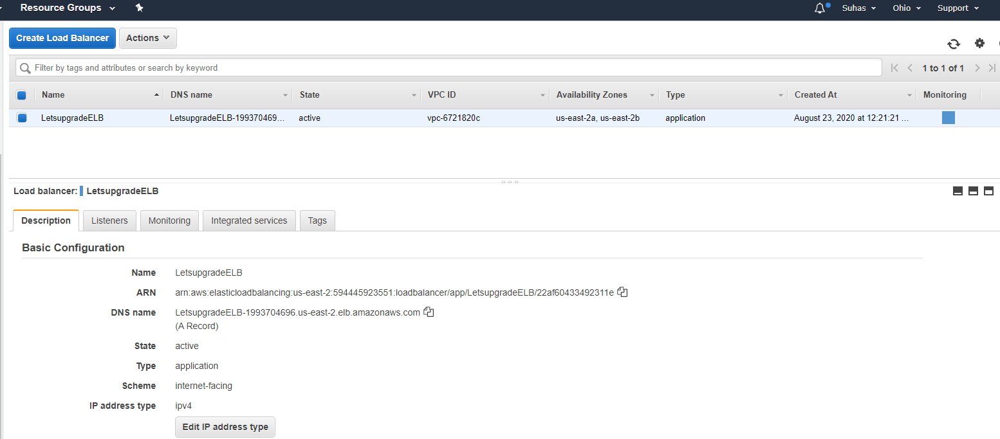 Resource Groups Suhas Ohio Support
Create Load Balancer Actions
Filter by tags and attributes or search by keyword 1 to 1 of 1
Name DNS name State VPC ID Availability Zones Type Created At Monitoring
LetsupgradeELB LetsupgradeELB-199370469... active vpc-6721820c us-east-2a, us-east-2b application August 23, 2020 at 12:21:21 ...
Load balancer: LetsupgradeELB
Description Listeners Monitoring Integrated services Tags
Basic Configuration
Name LetsupgradeELB
ARN arn:aws:elasticloadbalancing:us-east-2:594445923551:loadbalancer/app/LetsupgradeELB/22af60433492311e
DNS name LetsupgradeELB-1993704696.us-east-2.elb.amazonaws.com
(A Record)
State active
Type application
Scheme internet-facing
IP address type ipv4
Edit IP address type